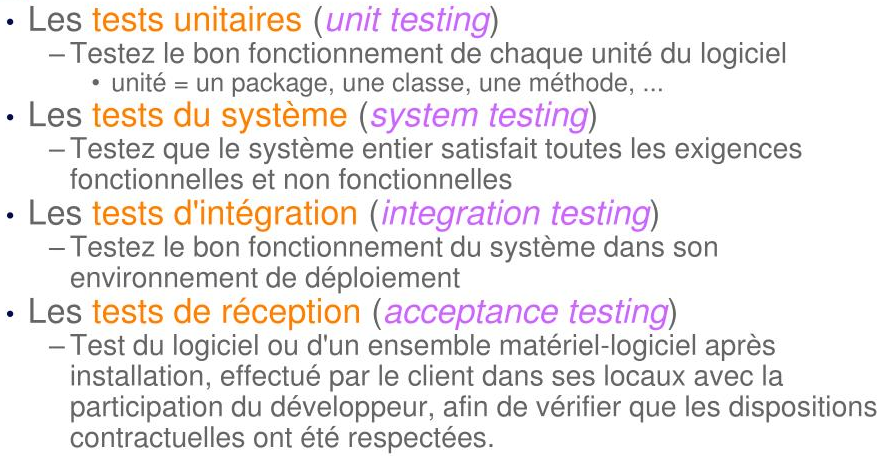 • Les tests unitaires (unit testing)
– Testez le bon fonctionnement de chaque unité du logiciel
• unité = un package, une classe, une méthode, ...
• Les tests du système (system testing)
– Testez que le système entier satisfait toutes les exigences
fonctionnelles et non fonctionnelles
• Les tests d'intégration (integration testing)
– Testez le bon fonctionnement du système dans son
environnement de déploiement
• Les tests de réception (acceptance testing)
– Test du logiciel ou d'un ensemble matériel-logiciel après
installation, effectué par le client dans ses locaux avec la
participation du développeur, afin de vérifier que les dispositions
contractuelles ont été respectées.